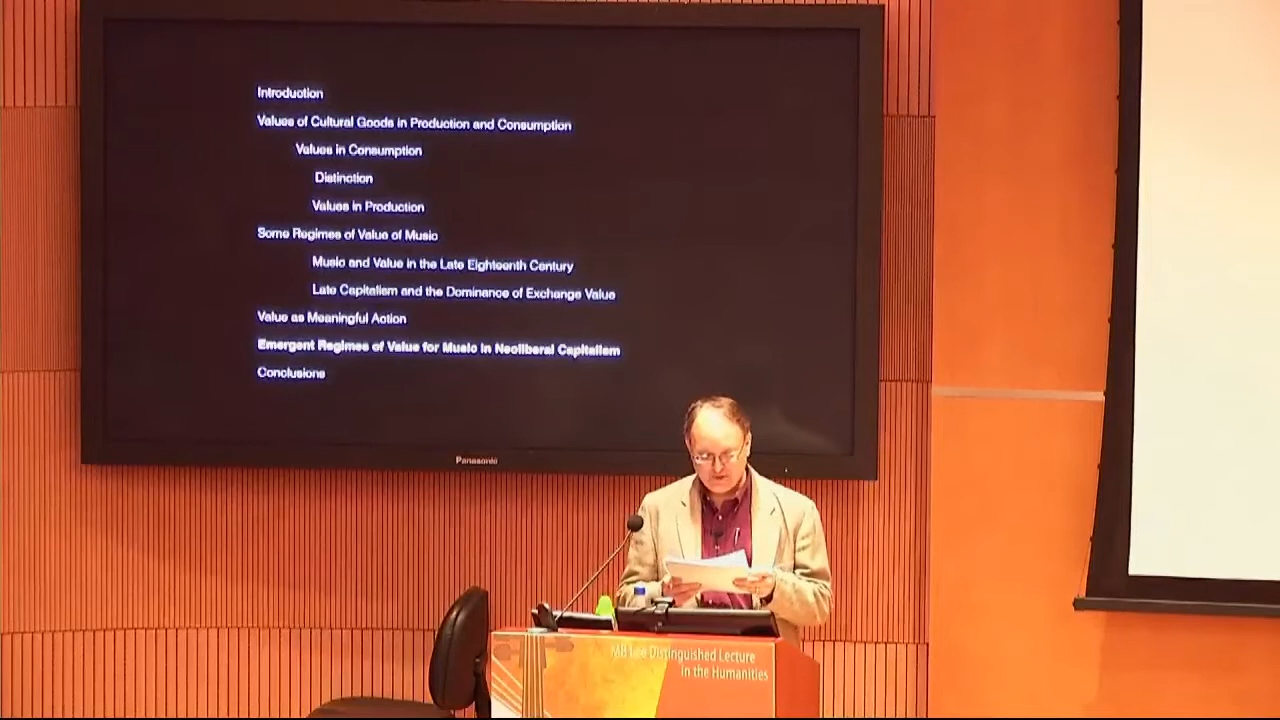 Introduction
Values of Cultural Goods in Production and Consumption
Values in Consumption
Distinction
Values in Production
Some Regimes of Value of Music
Music and Value in the Late Eighteenth Century
Late Capitalism and the Dominance of Exchange Value
Value as Meaningful Action
Emergent Regimes of Value for Music in Neoliberal Capitalism
Conclusions
Panasonic
MB Lee Distinguished Lecture
in the Humanities